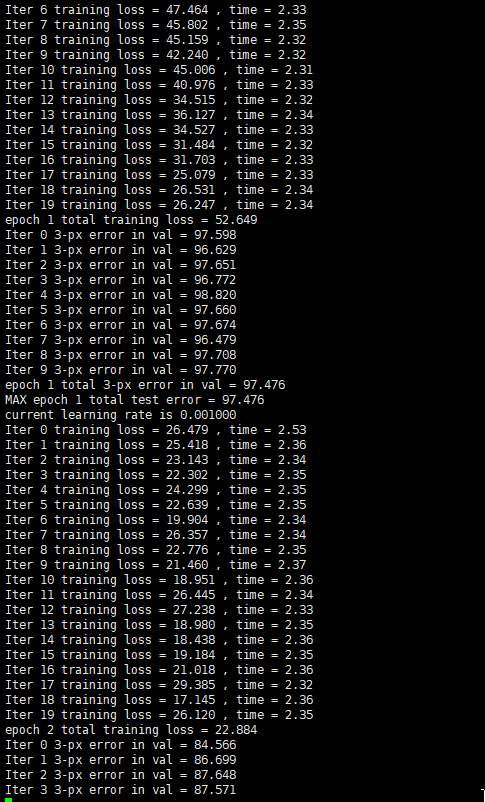 Iter 6 training loss = 47.464 , time = 2.33
Iter 7 training loss = 45.802 , time = 2.35
Iter 8 training loss = 45.159 , time = 2.32
Iter 9 training loss = 42.240 , time = 2.32
Iter 10 training loss = 45.006 , time = 2.31
Iter 11 training loss = 40.976 , time = 2.33
Iter 12 training loss = 34.515 , time = 2.32
Iter 13 training loss = 36.127 , time = 2.34
Iter 14 training loss = 34.527 , time = 2.33
Iter 15 training loss = 31.484 , time = 2.32
Iter 16 training loss = 31.703 , time = 2.33
Iter 17 training loss = 25.079 , time = 2.33
Iter 18 training loss = 26.531 , time = 2.34
Iter 19 training loss = 26.247 , time = 2.34
epoch 1 total training loss = 52.649
Iter 0 3-px error in val = 97.598
Iter 1 3-px error in val = 96.629
Iter 2 3-px error in val = 97.651
Iter 3 3-px error in val = 96.772
Iter 4 3-px error in val = 98.820
Iter 5 3-px error in val = 97.660
Iter 6 3-px error in val = 97.674
Iter 7 3-px error in val = 96.479
Iter 8 3-px error in val = 97.708
Iter 9 3-px error in val = 97.770
epoch 1 total 3-px error in val = 97.476
MAX epoch 1 total test error = 97.476
current learning rate is 0.001000
Iter 0 training loss = 26.479 , time = 2.53
Iter 1 training loss = 25.418 , time = 2.36
Iter 2 training loss = 23.143 , time = 2.34
Iter 3 training loss = 22.302 , time = 2.35
Iter 4 training loss = 24.299 , time = 2.35
Iter 5 training loss = 22.639 , time = 2.35
Iter 6 training loss = 19.904 , time = 2.34
Iter 7 training loss = 26.357 , time = 2.34
Iter 8 training loss = 22.776 , time = 2.35
Iter 9 training loss = 21.460 , time = 2.37
Iter 10 training loss = 18.951 , time = 2.36
Iter 11 training loss = 26.445 , time = 2.34
Iter 12 training loss = 27.238 , time = 2.33
Iter 13 training loss = 18.980 , time = 2.35
Iter 14 training loss = 18.438 , time = 2.36
Iter 15 training loss = 19.184 , time = 2.35
Iter 16 training loss = 21.018 , time = 2.36
Iter 17 training loss = 29.385 , time = 2.32
Iter 18 training loss = 17.145 , time = 2.36
Iter 19 training loss = 26.120 , time = 2.35
epoch 2 total training loss = 22.884
Iter 0 3-px error in val = 84.566
Iter 1 3-px error in val = 86.699
Iter 2 3-px error in val = 87.648
Iter 3 3-px error in val = 87.571